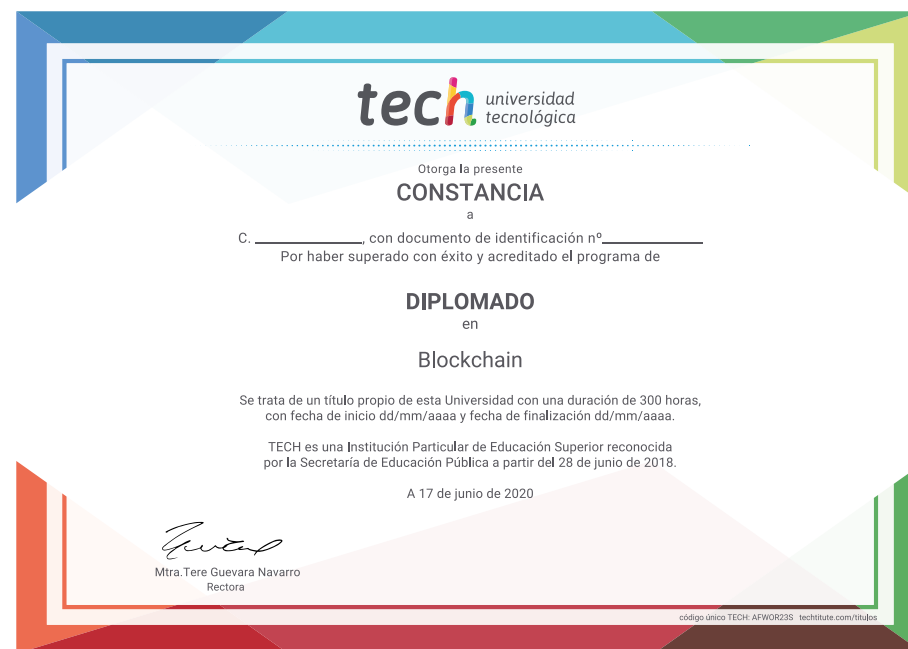 tech universidad
tecnológica
Otorga la presente
CONSTANCIA
a
C. ____________, con documento de identificación nº____________
Por haber superado con éxito y acreditado el programa de
DIPLOMADO
en
Blockchain
Se trata de un título propio de esta Universidad con una duración de 300 horas,
con fecha de inicio dd/mm/aaaa y fecha de finalización dd/mm/aaaa.
TECH es una Institución Particular de Educación Superior reconocida
por la Secretaría de Educación Pública a partir del 28 de junio de 2018.
A 17 de junio de 2020
Mtra.Tere Guevara Navarro
Rectora
código único TECH: AFWOR23S techtitute.com/titulos